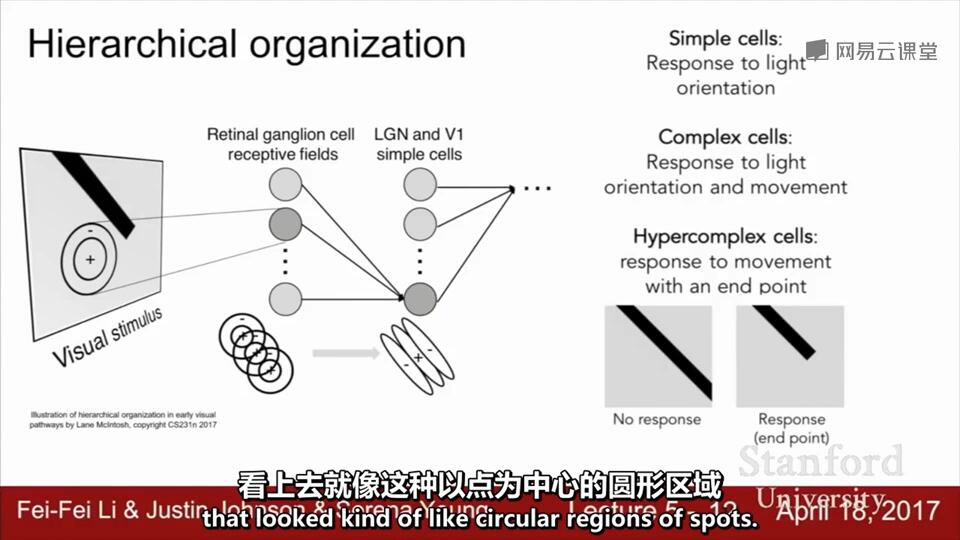 Hierarchical organization
Simple cells:
Response to light
orientation
网易云课堂
Complex cells:
Response to light
orientation and movement
Hypercomplex cells:
response to movement
with an end point
No response
Response
(end point)
Retinal ganglion cell
receptive fields
LGN and V1
simple cells
Visual stimulus
Illustration of hierarchical organization in early visual
pathways by Lane McIntosh, copyright CS231n 2017
Stanford
University
看上去就像这种以点为中心的圆形区域
that looked kind of like circular regions of spots.
Fei-Fei Li & Justin Johnson & Serena Yeung
Lecture 5 - 12
April 18, 2017